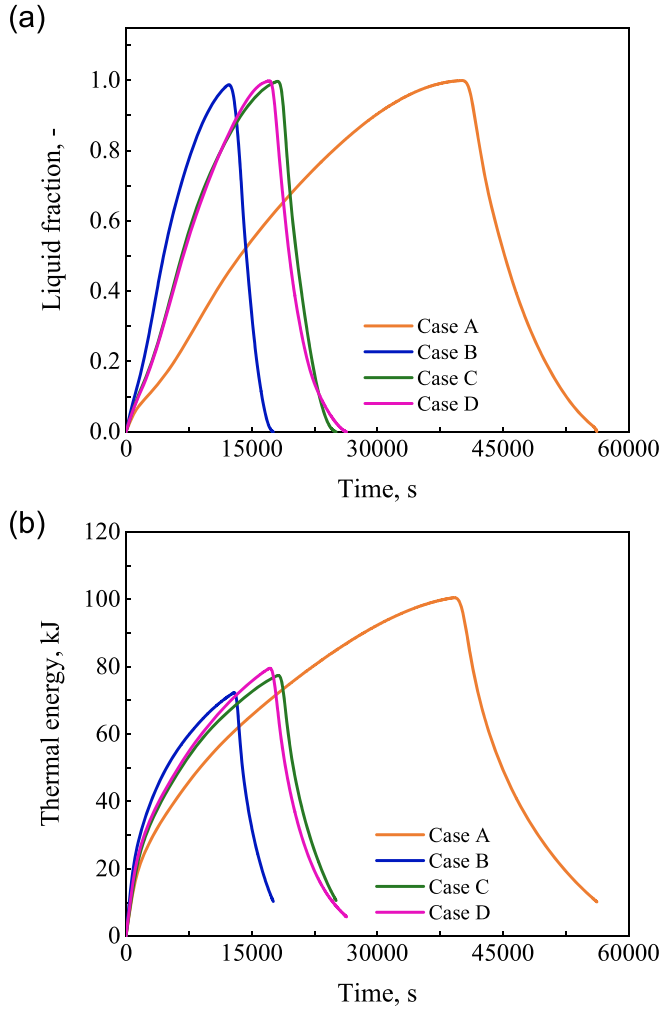 (a)
1.0
0.8
0.6
0.4
0.2
0.0
Liquid fraction, -
Case A
Case B
Case C
Case D
0
15000
30000
45000
60000
Time, s
(b)
120
100
80
60
40
20
0
Thermal energy, kJ
Case A
Case B
Case C
Case D
0
15000
30000
45000
60000
Time, s